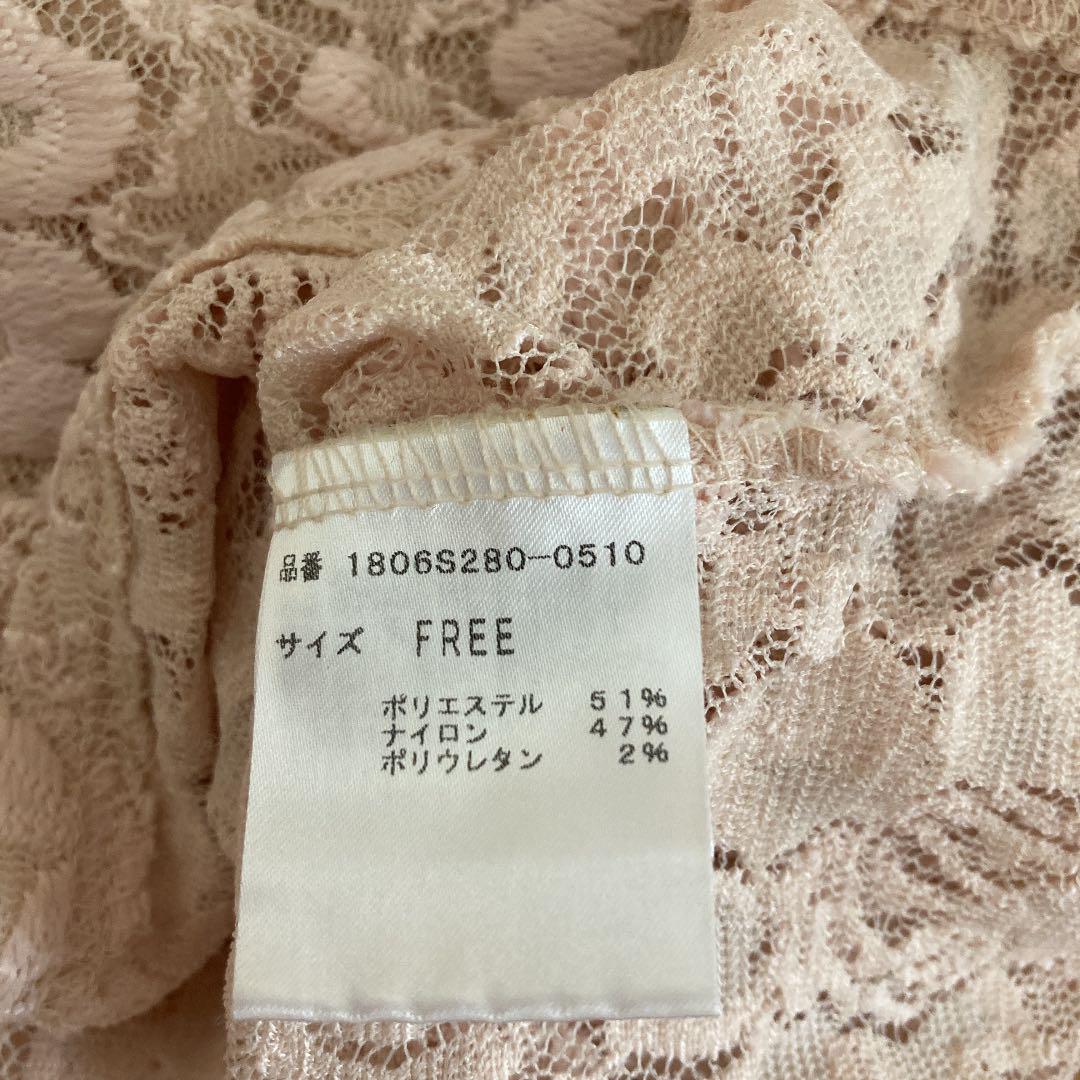 品番 1806S280-0510
サイズ FREE
ポリエステル 51%
ナイロン 47%
ポリウレタン 2%